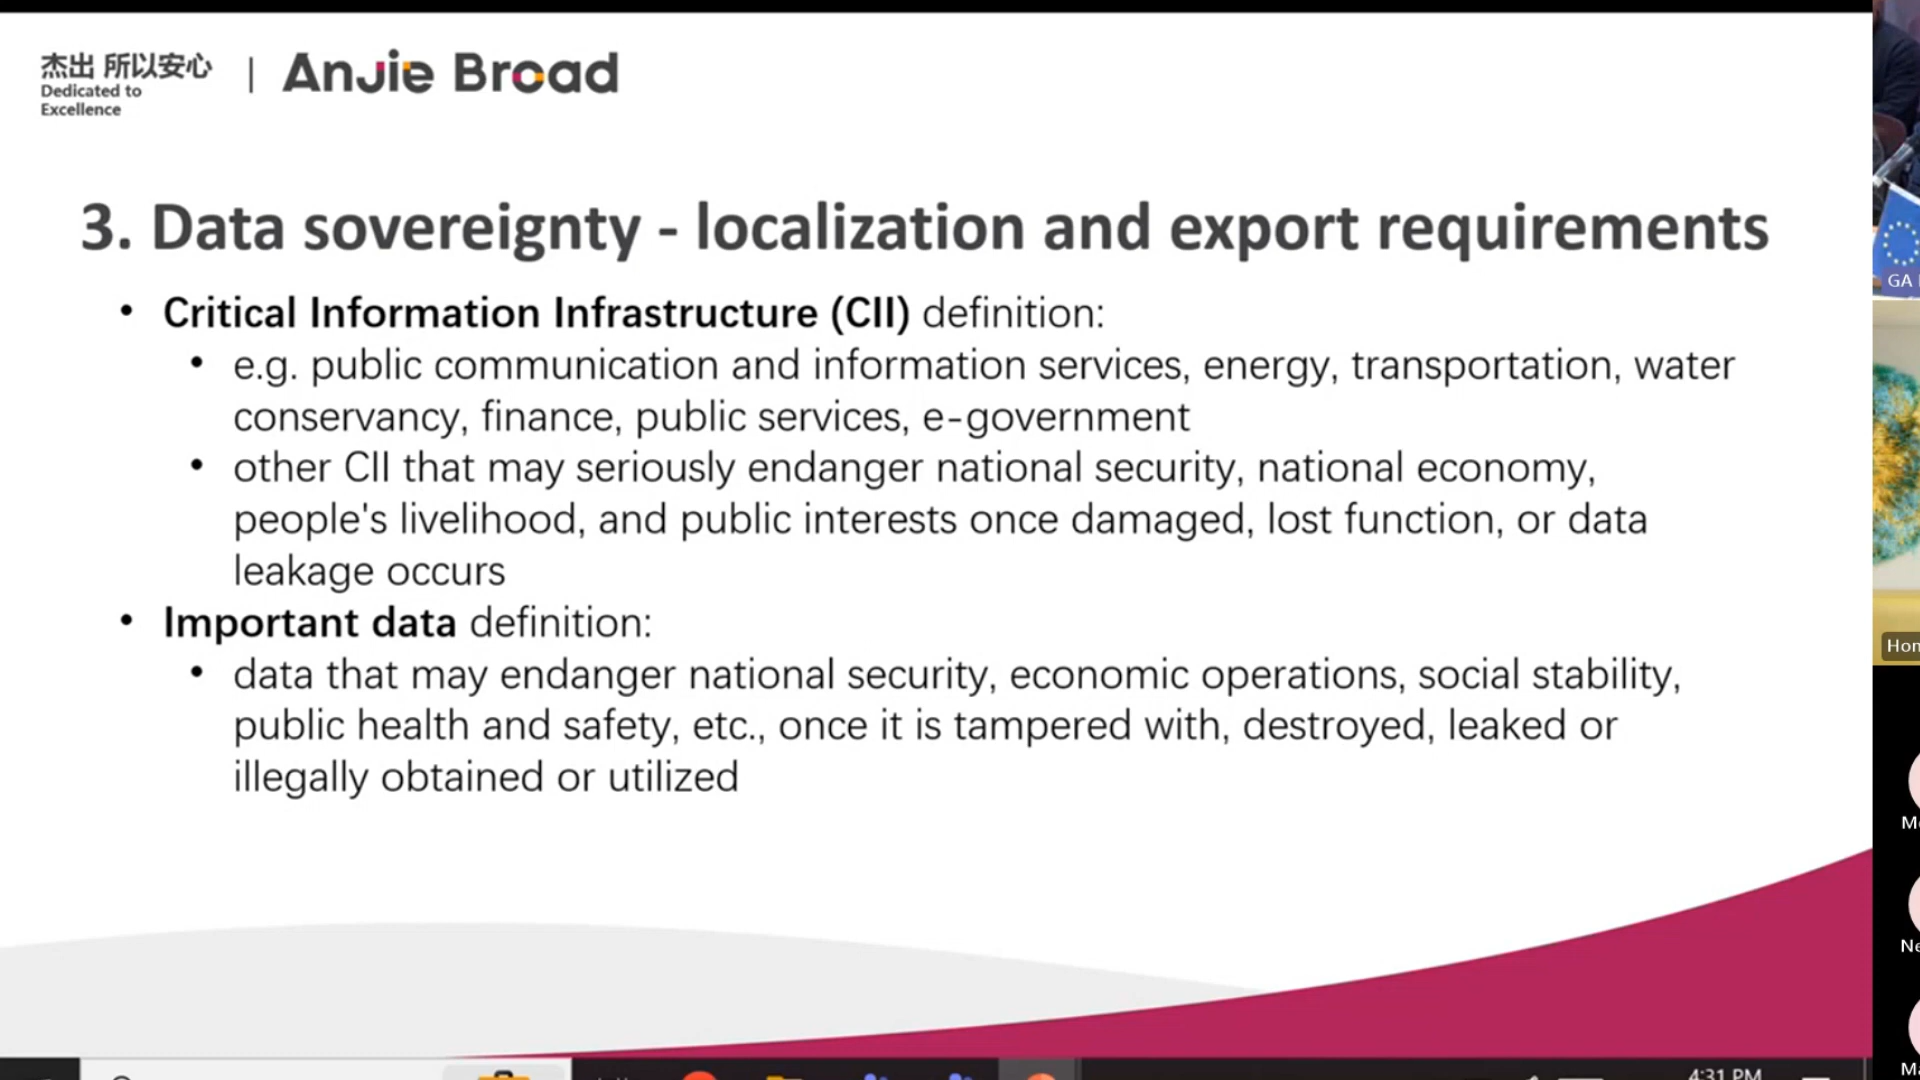 杰出 所以安心
Dedicated to
Excellence
Anjie Broad
3. Data sovereignty - localization and export requirements
• Critical Information Infrastructure (CII) definition:
• e.g. public communication and information services, energy, transportation, water
conservancy, finance, public services, e-government
• other CII that may seriously endanger national security, national economy,
people's livelihood, and public interests once damaged, lost function, or data
leakage occurs
• Important data definition:
• data that may endanger national security, economic operations, social stability,
public health and safety, etc., once it is tampered with, destroyed, leaked or
illegally obtained or utilized
GA
4:31 PM